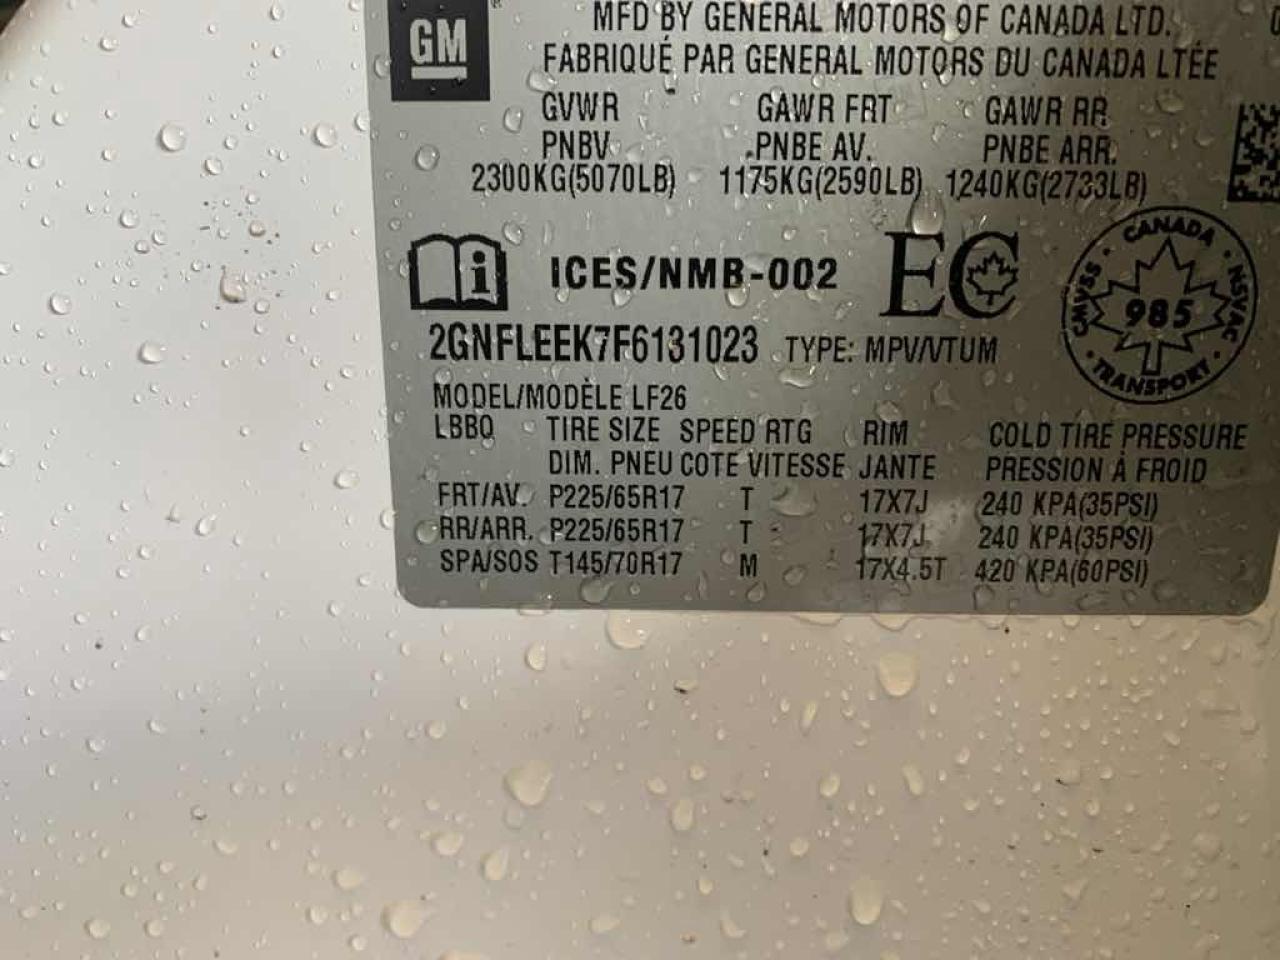 GM
MFD BY GENERAL MOTORS OF CANADA LTD.
FABRIQUÉ PAR GENERAL MOTORS DU CANADA LTÉE
GVWR GAWR FRT GAWR RR
PNBV PNBE AV. PNBE ARR.
2300KG(5070LB) 1175KG(2590LB) 1240KG(2733LB)
i ICES/NMB-002 EC
CANADA
CMVSS 985 NSVAC
TRANSPORT
2GNFLEEK7F6131023 TYPE: MPV/VTUM
MODEL/MODÈLE LF26
LBBQ TIRE SIZE SPEED RTG RIM COLD TIRE PRESSURE
DIM. PNEU COTE VITESSE JANTE PRESSION À FROID
FRT/AV. P225/65R17 T 17X7J 240 KPA(35PSI)
RR/ARR. P225/65R17 T 17X7J 240 KPA(35PSI)
SPA/SOS T145/70R17 M 17X4.5T 420 KPA(60PSI)